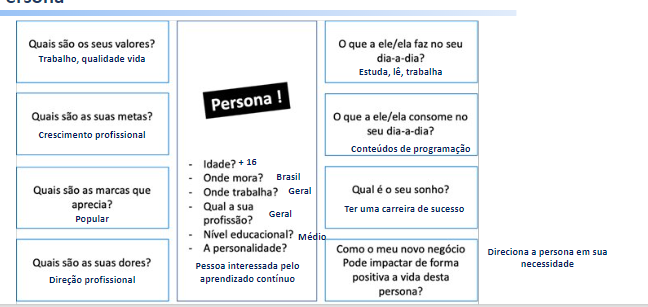 Persona
Quais são os seus valores?
Trabalho, qualidade vida
Quais são as suas metas?
Crescimento profissional
Quais são as marcas que
aprecia?
Popular
Quais são as suas dores?
Direção profissional
Persona !
- Idade? + 16
- Onde mora? Brasil
- Onde trabalha? Geral
- Qual a sua
profissão? Geral
- Nível educacional? Médio
- A personalidade?
Pessoa interessada pelo
aprendizado contínuo
O que a ele/ela faz no seu
dia-a-dia?
Estuda, lê, trabalha
O que a ele/ela consome no
seu dia-a-dia?
Conteúdos de programação
Qual é o seu sonho?
Ter uma carreira de sucesso
Como o meu novo negócio
Pode impactar de forma
positiva a vida desta
persona?
Direciona a persona em sua
necessidade